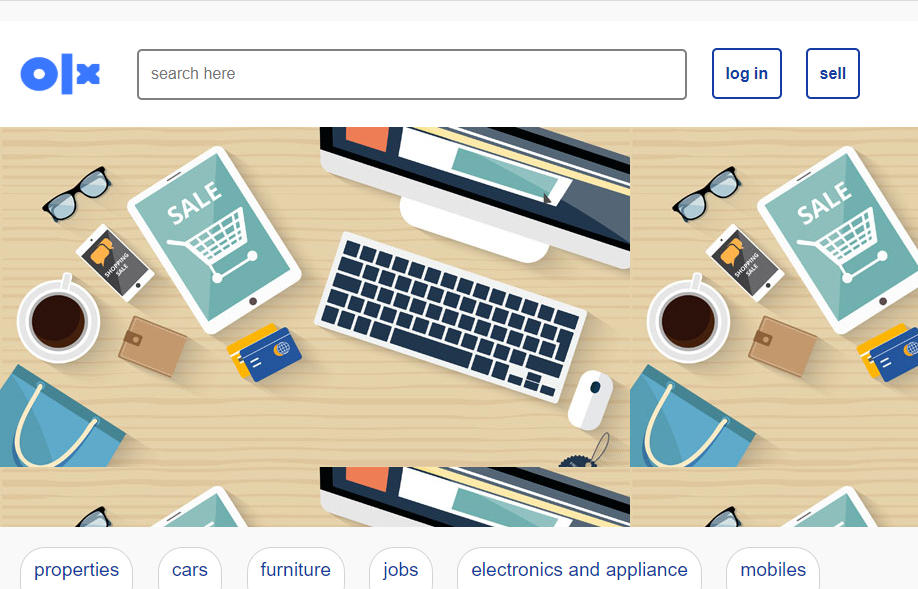 olx
search here
log in
sell
SALE
SHOPPING
SALE
SALE
SHOPPING
SALE
properties
cars
furniture
jobs
electronics and appliance
mobiles